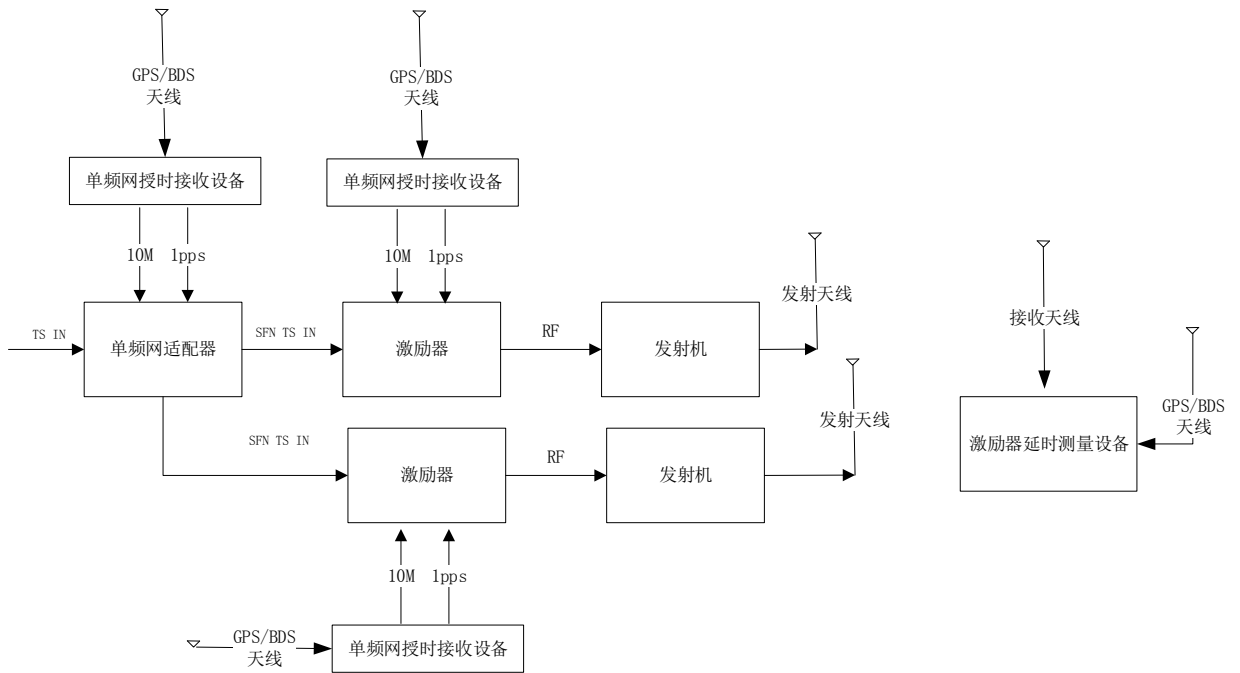 GPS/BDS
天线
GPS/BDS
天线
单频网授时接收设备
单频网授时接收设备
10M
1pps
10M
1pps
发射天线
接收天线
TS IN
单频网适配器
SFN TS IN
激励器
RF
发射机
GPS/BDS
天线
发射天线
SFN TS IN
激励器
RF
发射机
激励器延时测量设备
10M
1pps
GPS/BDS
天线
单频网授时接收设备